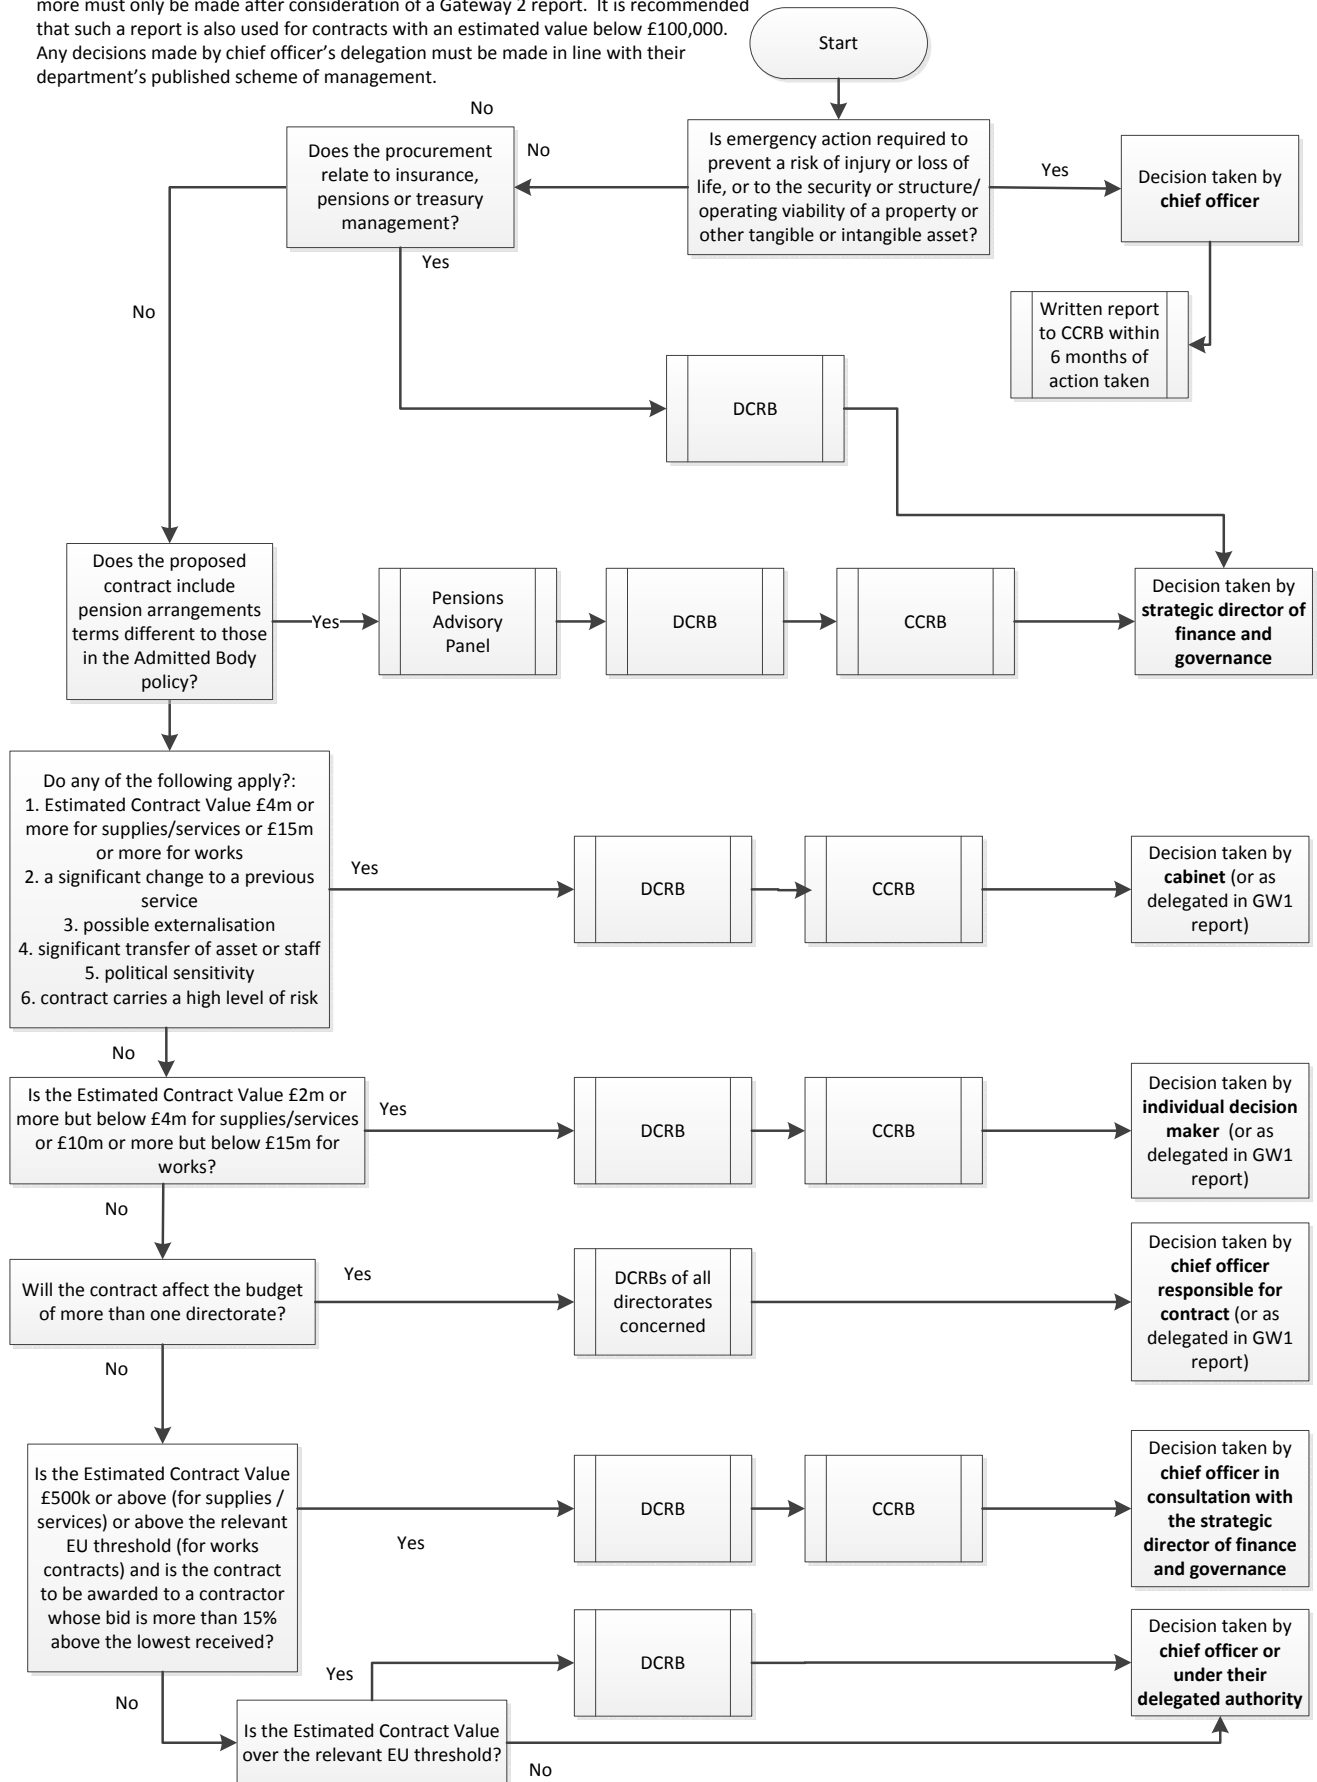 more must only be made after consideration of a Gateway 2 report.  It is recommended
that such a report is also used for contracts with an estimated value below £100,000.
Any decisions made by chief officer's delegation must be made in line with their
department's published scheme of management.
Start
No
Is emergency action required to
prevent a risk of injury or loss of
life, or to the security or structure/
operating viability of a property or
other tangible or intangible asset?
Yes
Decision taken by
chief officer
Written report
to CCRB within
6 months of
action taken
No
Does the procurement
relate to insurance,
pensions or treasury
management?
Yes
DCRB
No
Does the proposed
contract include
pension arrangements
terms different to those
in the Admitted Body
policy?
Yes
Pensions
Advisory
Panel
DCRB
CCRB
Decision taken by
strategic director of
finance and
governance
Do any of the following apply?:
1. Estimated Contract Value £4m or
more for supplies/services or £15m
or more for works
2. a significant change to a previous
service
3. possible externalisation
4. significant transfer of asset or staff
5. political sensitivity
6. contract carries a high level of risk
Yes
DCRB
CCRB
Decision taken by
cabinet (or as
delegated in GW1
report)
No
Is the Estimated Contract Value £2m or
more but below £4m for supplies/services
or £10m or more but below £15m for
works?
Yes
DCRB
CCRB
Decision taken by
individual decision
maker  (or as
delegated in GW1
report)
No
Will the contract affect the budget
of more than one directorate?
Yes
DCRBs of all
directorates
concerned
Decision taken by
chief officer
responsible for
contract (or as
delegated in GW1
report)
No
Is the Estimated Contract Value
£500k or above (for supplies /
services) or above the relevant
EU threshold (for works
contracts) and is the contract
to be awarded to a contractor
whose bid is more than 15%
above the lowest received?
Yes
DCRB
CCRB
Decision taken by
chief officer in
consultation with
the strategic
director of finance
and governance
No
Is the Estimated Contract Value
over the relevant EU threshold?
Yes
DCRB
No
Decision taken by
chief officer or
under their
delegated authority